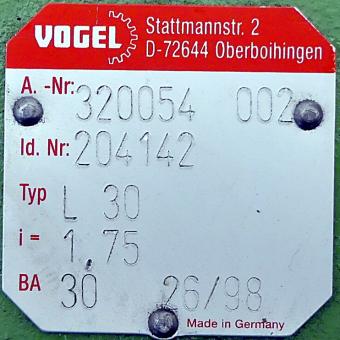 VOGEL
Stattmannstr. 2
D-72644 Oberboihingen
A. -Nr: 320054 002
Id. Nr: 204142
Typ L 30
i = 1,75
BA 30 26/98
Made in Germany